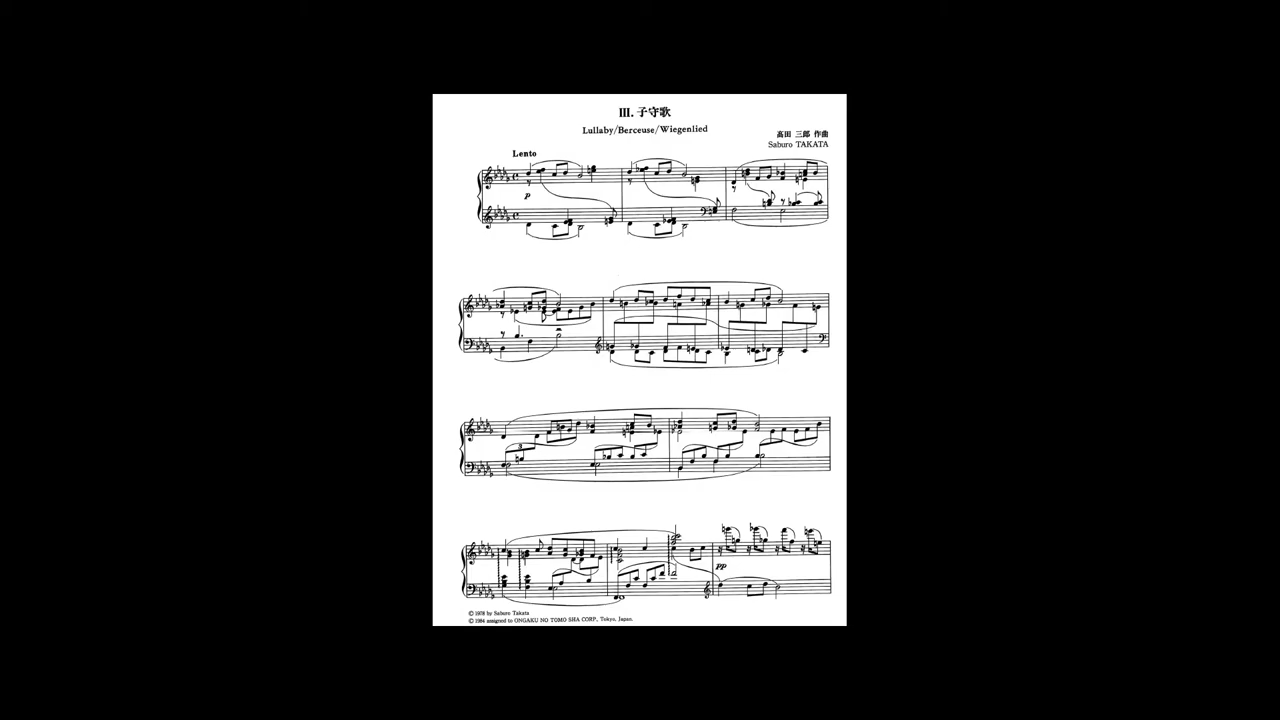 III. 子守歌
Lullaby/Berceuse/Wiegenlied
高田 三郎 作曲
Saburo TAKATA
Lento
p
3
pp
© 1978 by Saburo Takata
© 1984 assigned to ONGAKU NO TOMO SHA CORP., Tokyo, Japan.